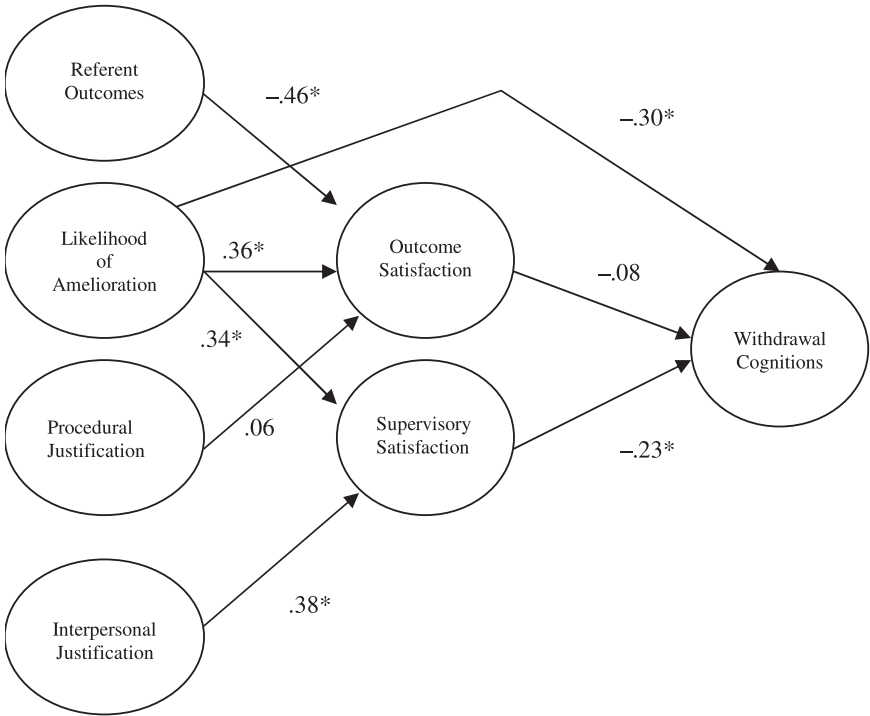 Referent
Outcomes
–.46*
–.30*
Likelihood
of
Amelioration
.36*
Outcome
Satisfaction
–.08
.34*
Withdrawal
Cognitions
Procedural
Justification
.06
Supervisory
Satisfaction
–.23*
.38*
Interpersonal
Justification